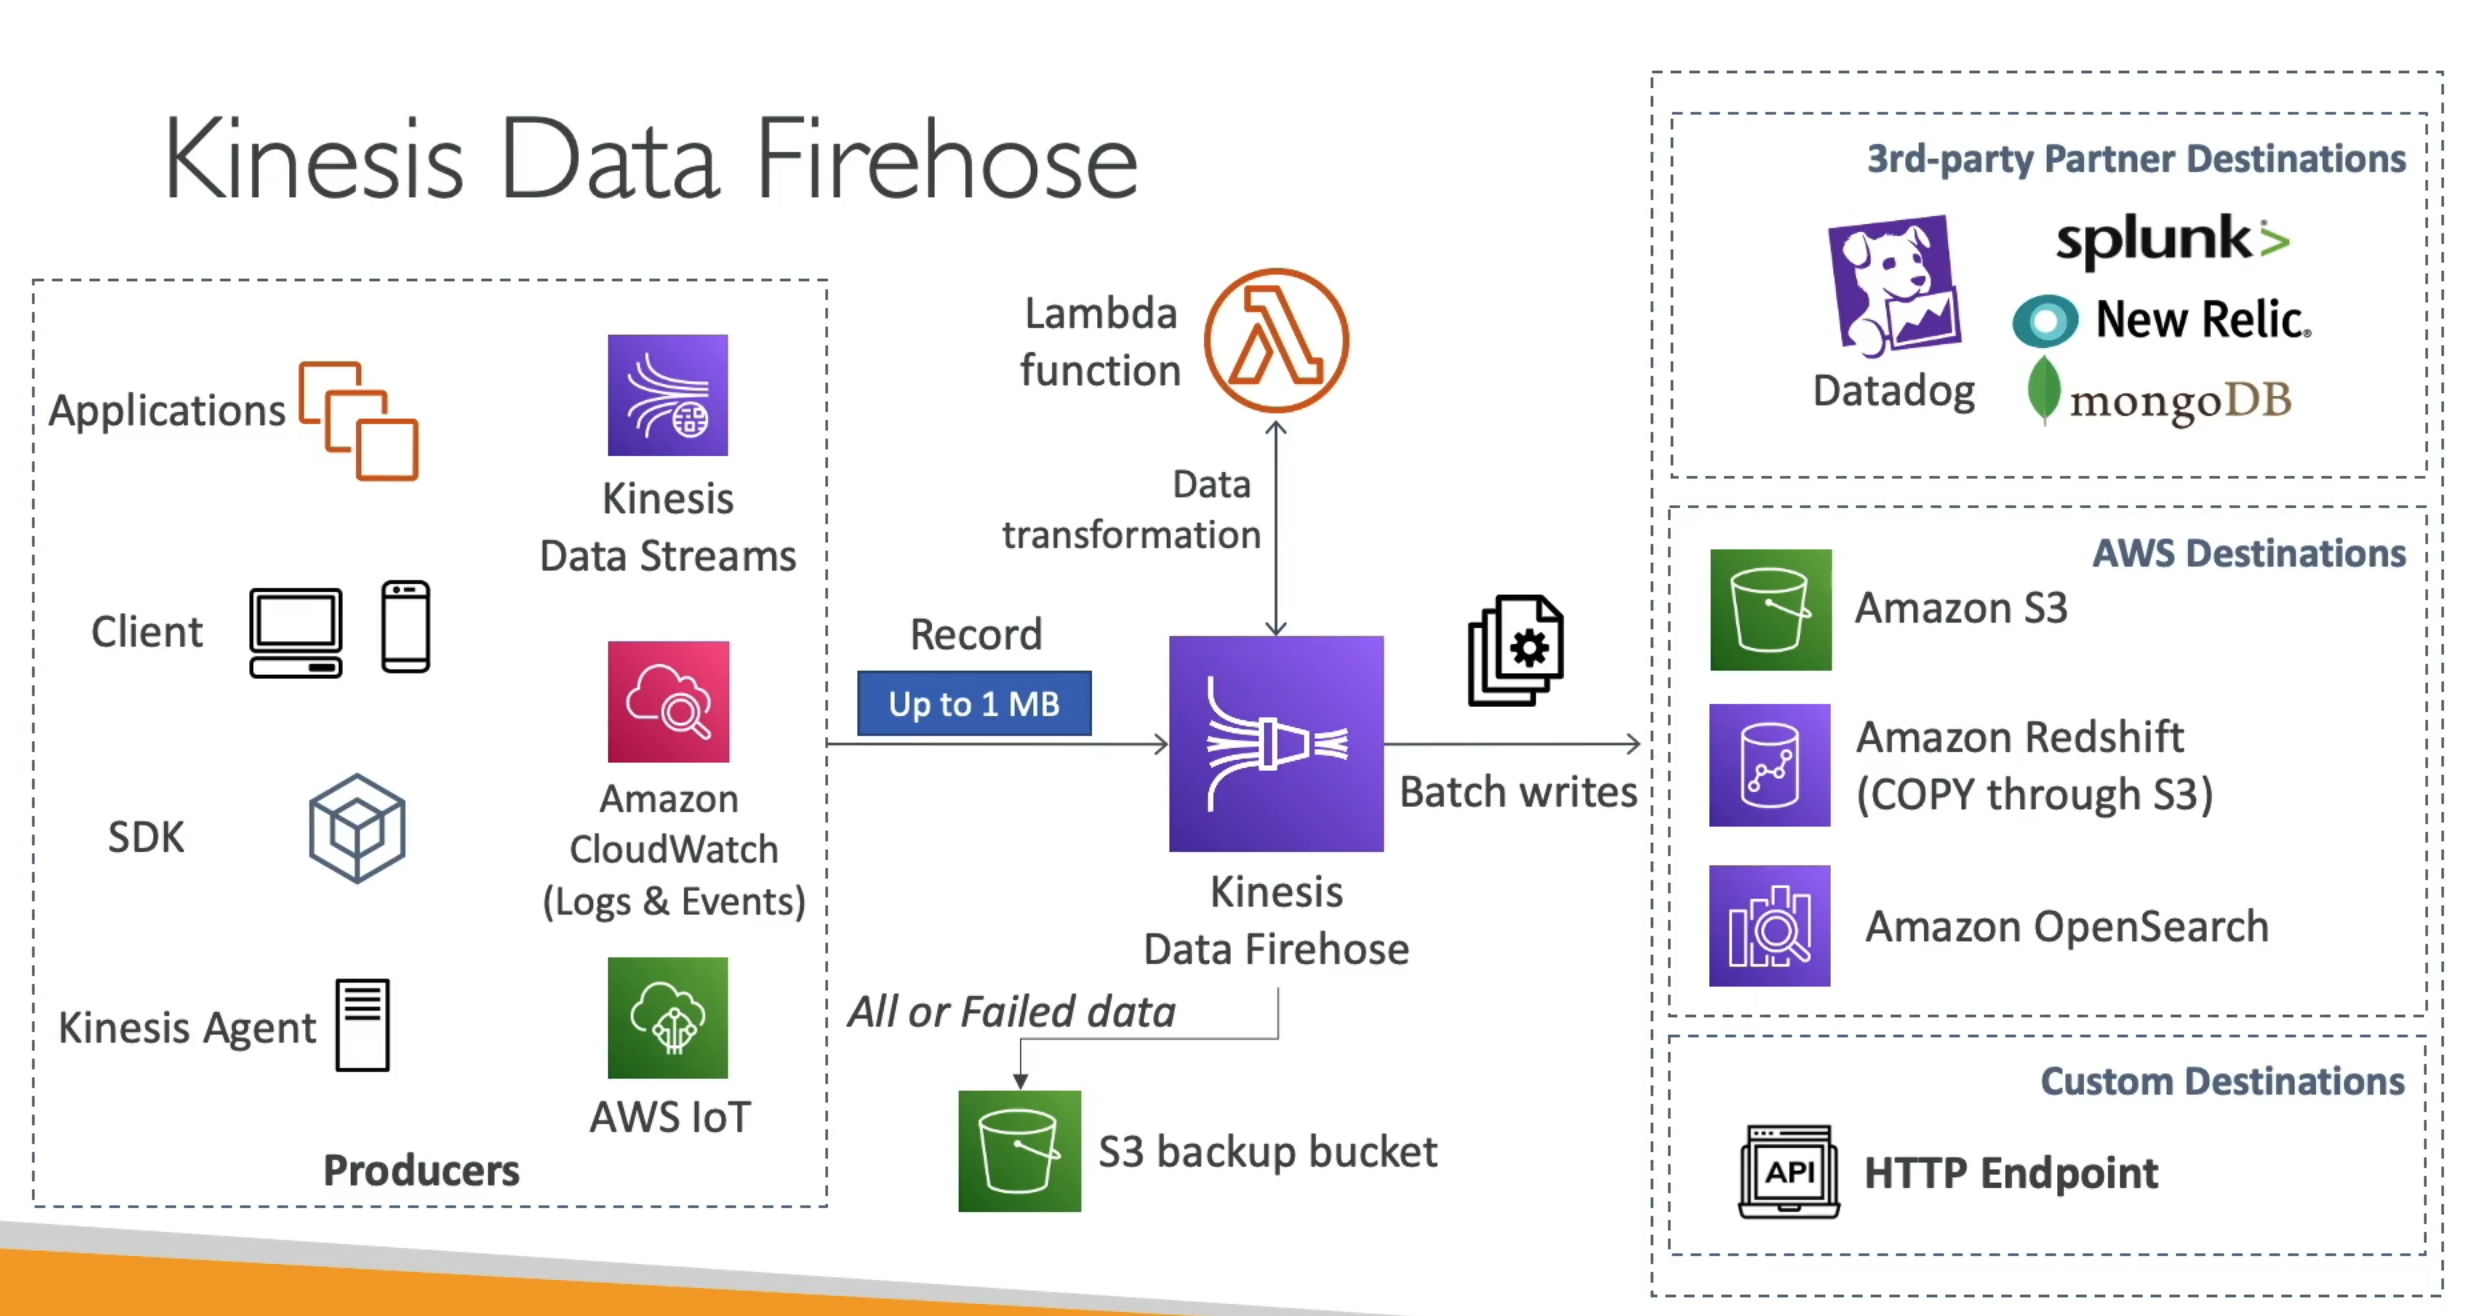 Kinesis Data Firehose
Applications
Client
SDK
Kinesis Agent
Kinesis
Data Streams
Amazon
CloudWatch
(Logs & Events)
AWS IoT
Producers
Record
Up to 1 MB
Lambda
function
Data
transformation
Kinesis
Data Firehose
All or Failed data
S3 backup bucket
Batch writes
3rd-party Partner Destinations
Datadog
splunk>
New Relic®
mongoDB
AWS Destinations
Amazon S3
Amazon Redshift
(COPY through S3)
Amazon OpenSearch
Custom Destinations
API
HTTP Endpoint